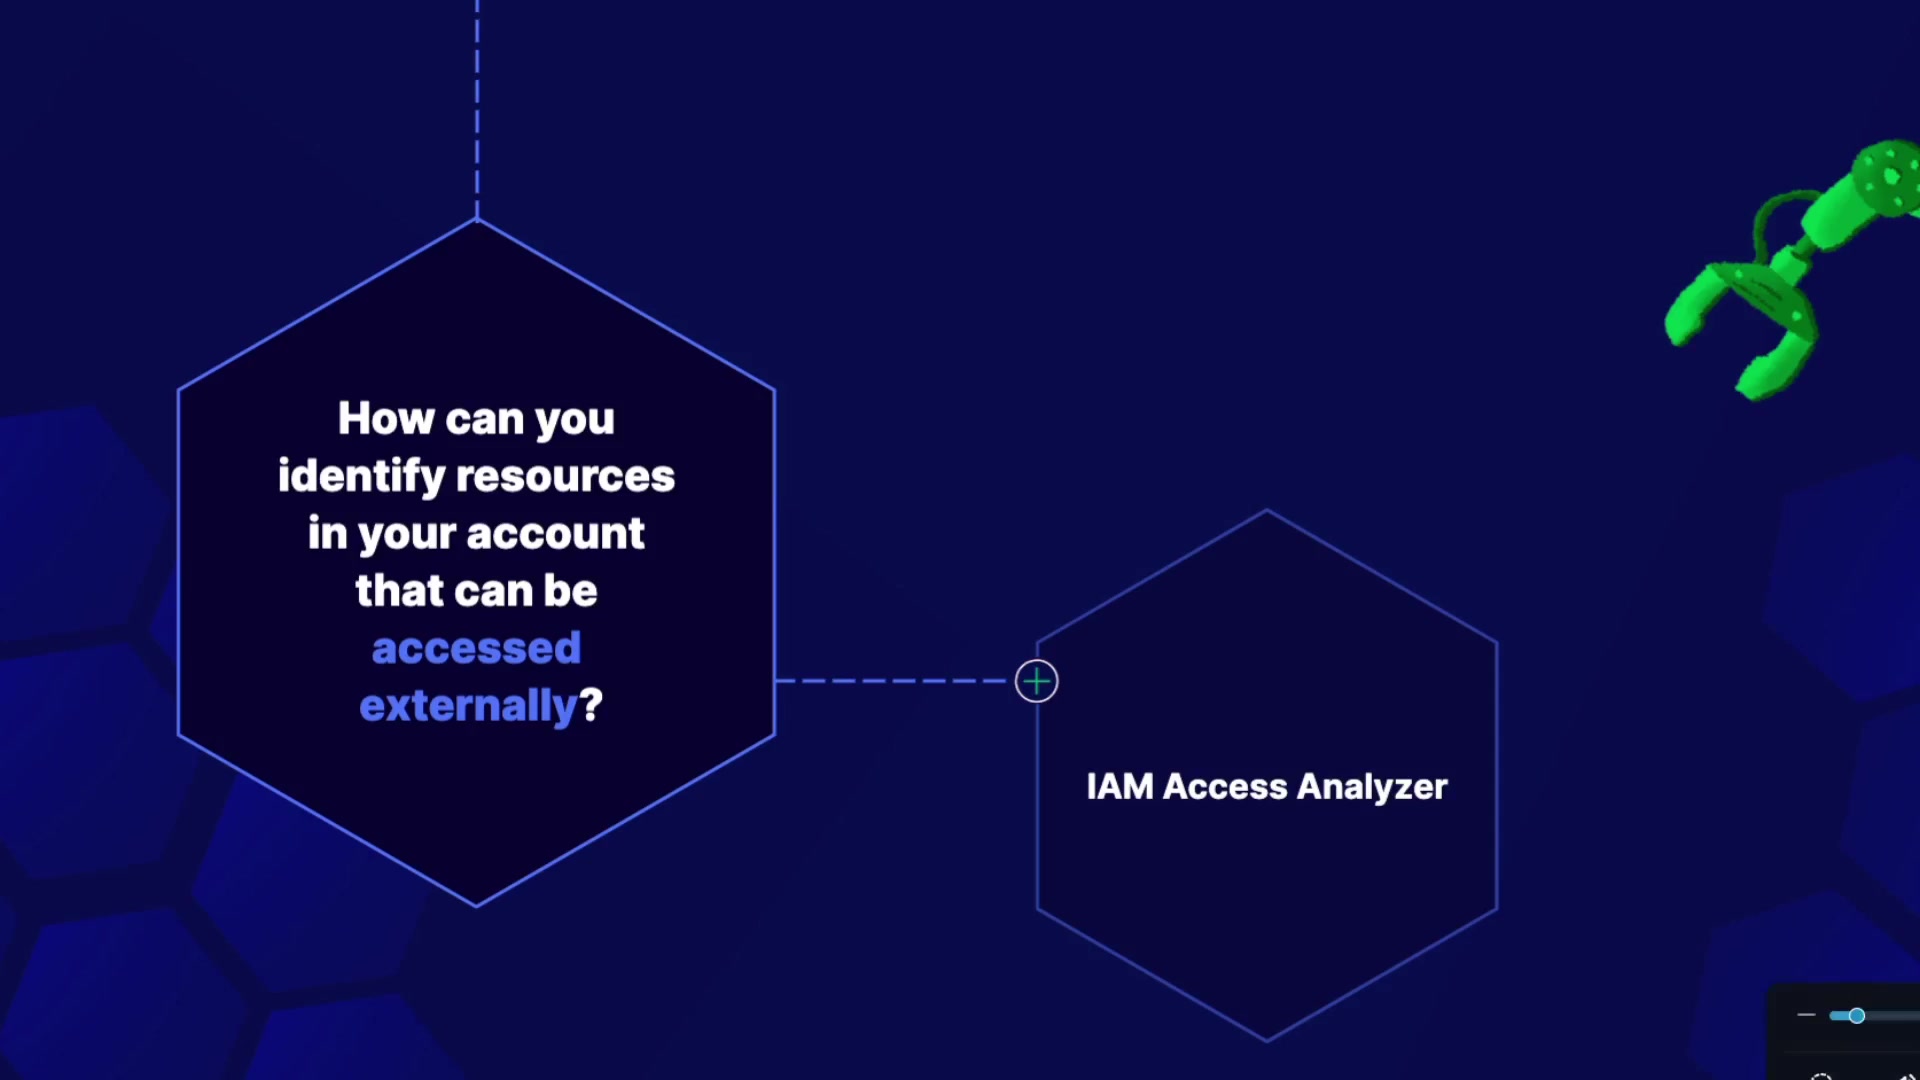 How can you
identify resources
in your account
that can be
accessed
externally?
IAM Access Analyzer